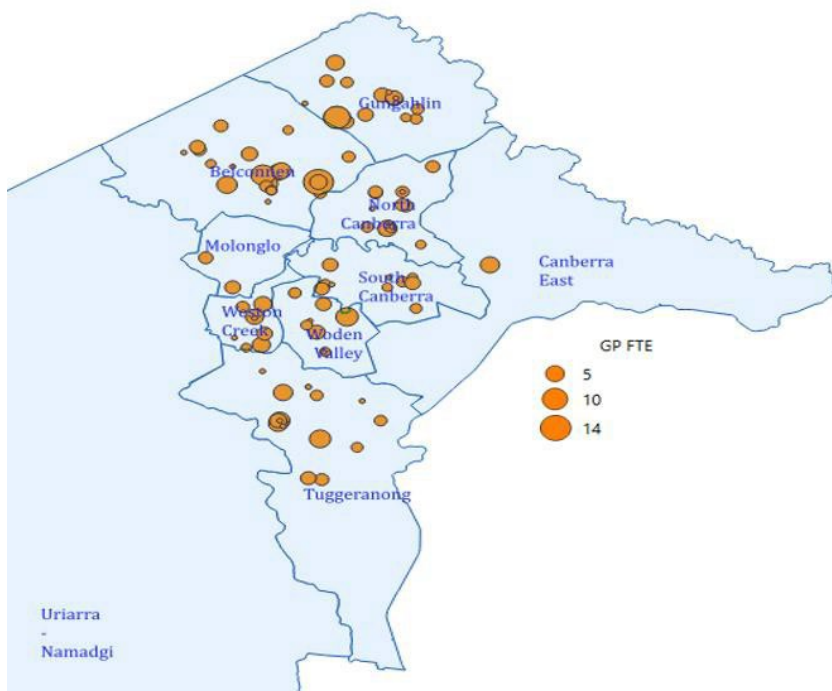 Gungahlin
Belconnen
North
Canberra
Molonglo
Canberra
East
South
Canberra
Weston
Creek
Woden
Valley
GP FTE
5
10
14
Tuggeranong
Uriarra
-
Namadgi